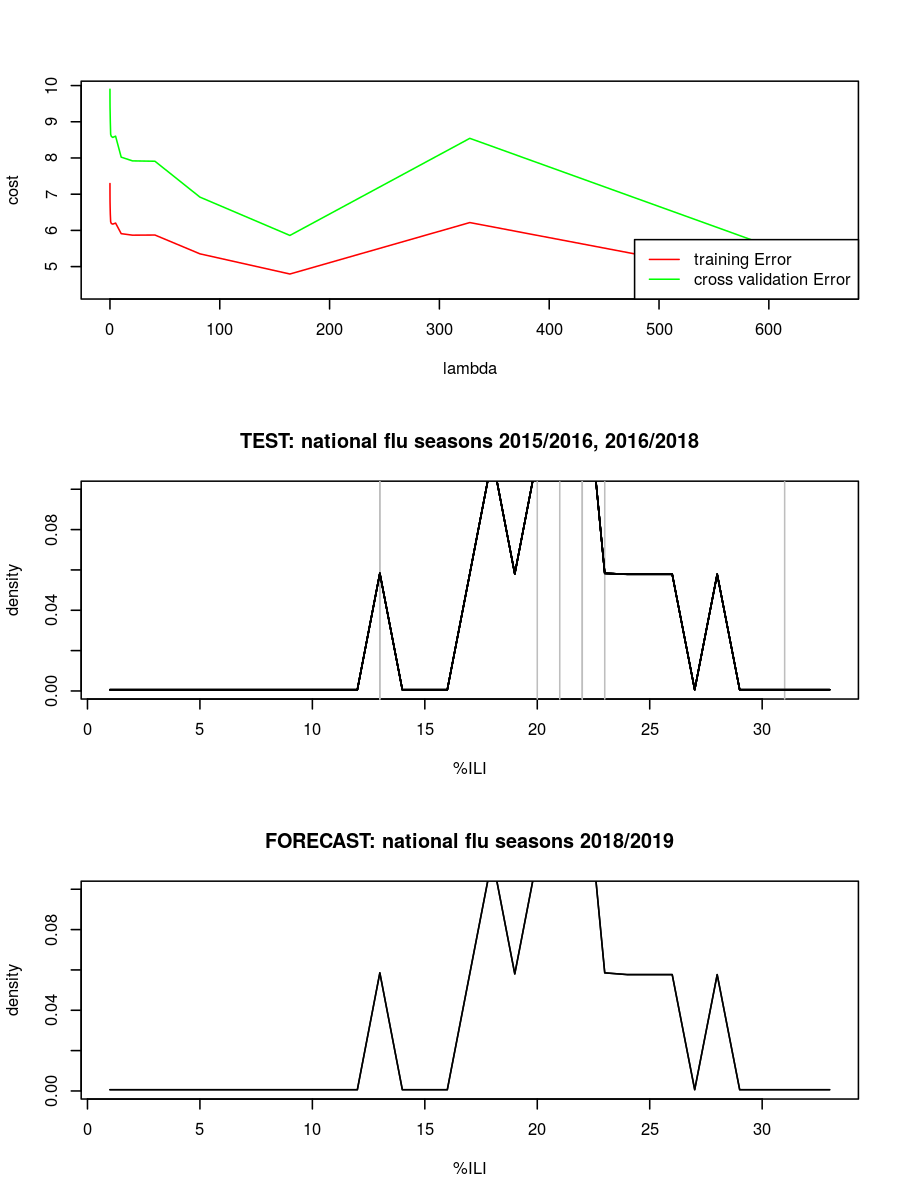 10
9
8
7
6
5
cost
training Error
cross validation Error
0 100 200 300 400 500 600
lambda
TEST: national flu seasons 2015/2016, 2016/2018
0.08
0.04
0.00
density
0 5 10 15 20 25 30
%ILI
FORECAST: national flu seasons 2018/2019
0.08
0.04
0.00
density
0 5 10 15 20 25 30
%ILI